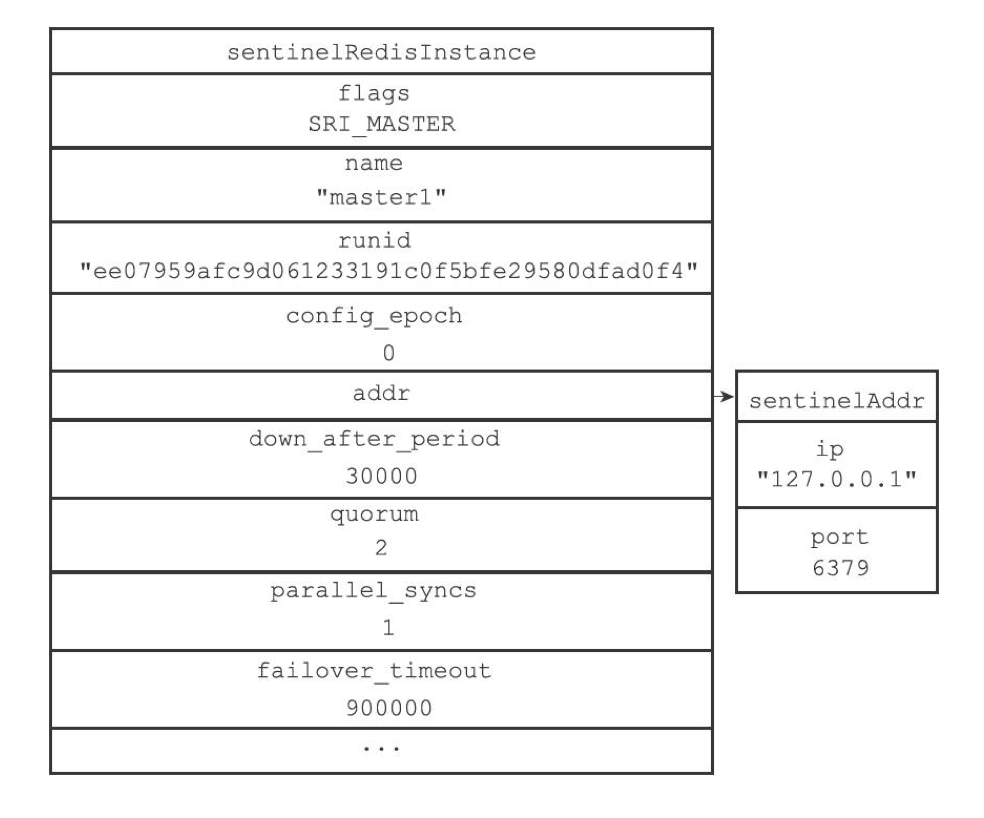 sentinelRedisInstance
flags
SRI_MASTER
name
"master1"
runid
"ee07959afc9d061233191c0f5bfe29580dfad0f4"
config_epoch
0
addr
down_after_period
30000
quorum
2
parallel_syncs
1
failover_timeout
900000
...
sentinelAddr
ip
"127.0.0.1"
port
6379